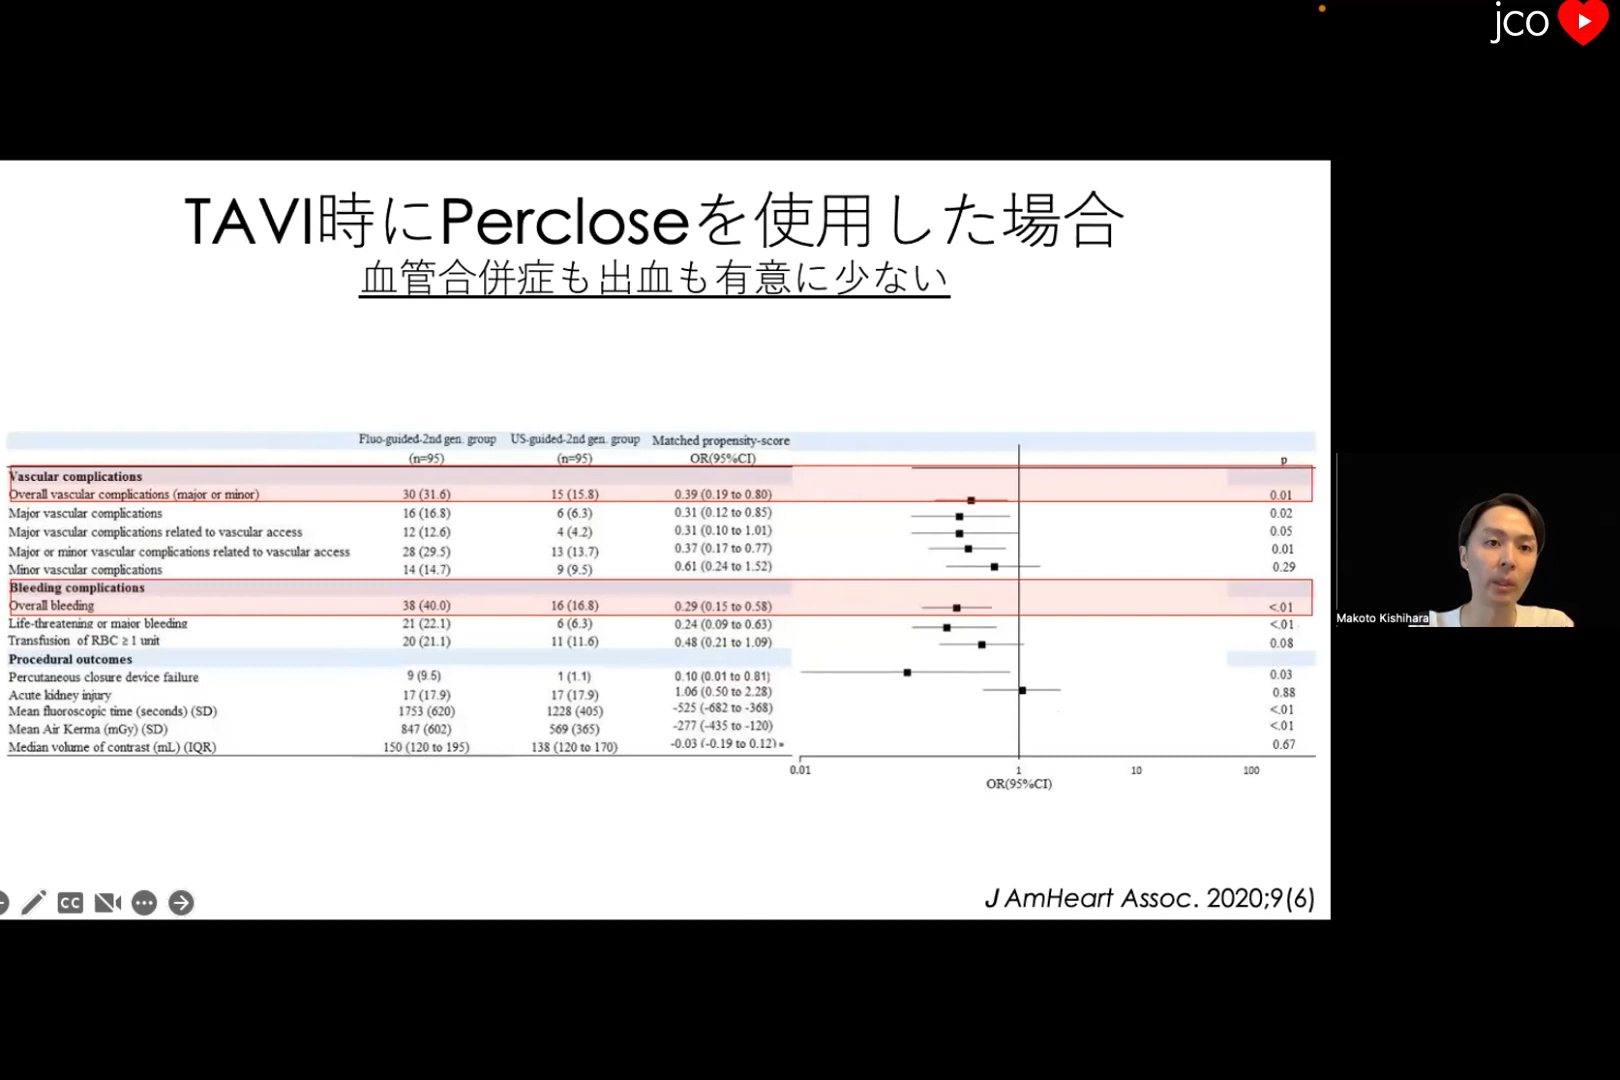 jco
TAVI時にPercloseを使用した場合
血管合併症も出血も有意に少ない
Fluo-guided-2nd gen. group US-guided-2nd gen. group Matched propensity-score
(n=95) (n=95) OR(95%CI) p
Vascular complications
Overall vascular complications (major or minor) 30 (31.6) 15 (15.8) 0.39 (0.19 to 0.80) 0.01
Major vascular complications 16 (16.8) 6 (6.3) 0.31 (0.12 to 0.85) 0.02
Major vascular complications related to vascular access 12 (12.6) 4 (4.2) 0.31 (0.10 to 1.01) 0.05
Major or minor vascular complications related to vascular access 28 (29.5) 13 (13.7) 0.37 (0.17 to 0.77) 0.01
Minor vascular complications 14 (14.7) 9 (9.5) 0.61 (0.24 to 1.52) 0.29
Bleeding complications
Overall bleeding 38 (40.0) 16 (16.8) 0.29 (0.15 to 0.58) <.01
Life-threatening or major bleeding 21 (22.1) 6 (6.3) 0.24 (0.09 to 0.63) <.01
Transfusion of RBC ≥ 1 unit 20 (21.1) 11 (11.6) 0.48 (0.21 to 1.09) 0.08
Procedural outcomes
Percutaneous closure device failure 9 (9.5) 1 (1.1) 0.10 (0.01 to 0.81) 0.03
Acute kidney injury 17 (17.9) 17 (17.9) 1.06 (0.50 to 2.28) 0.88
Mean fluoroscopic time (seconds) (SD) 1753 (620) 1228 (405) -525 (-682 to -368) <.01
Mean Air Kerma (mGy) (SD) 847 (602) 569 (365) -277 (-435 to -120) <.01
Median volume of contrast (mL) (IQR) 150 (120 to 195) 138 (120 to 170) -0.03 (-0.19 to 0.12) 0.67
0.01 1 10 100
OR(95%CI)
Makoto Kishihara
CC
J AmHeart Assoc. 2020;9(6)